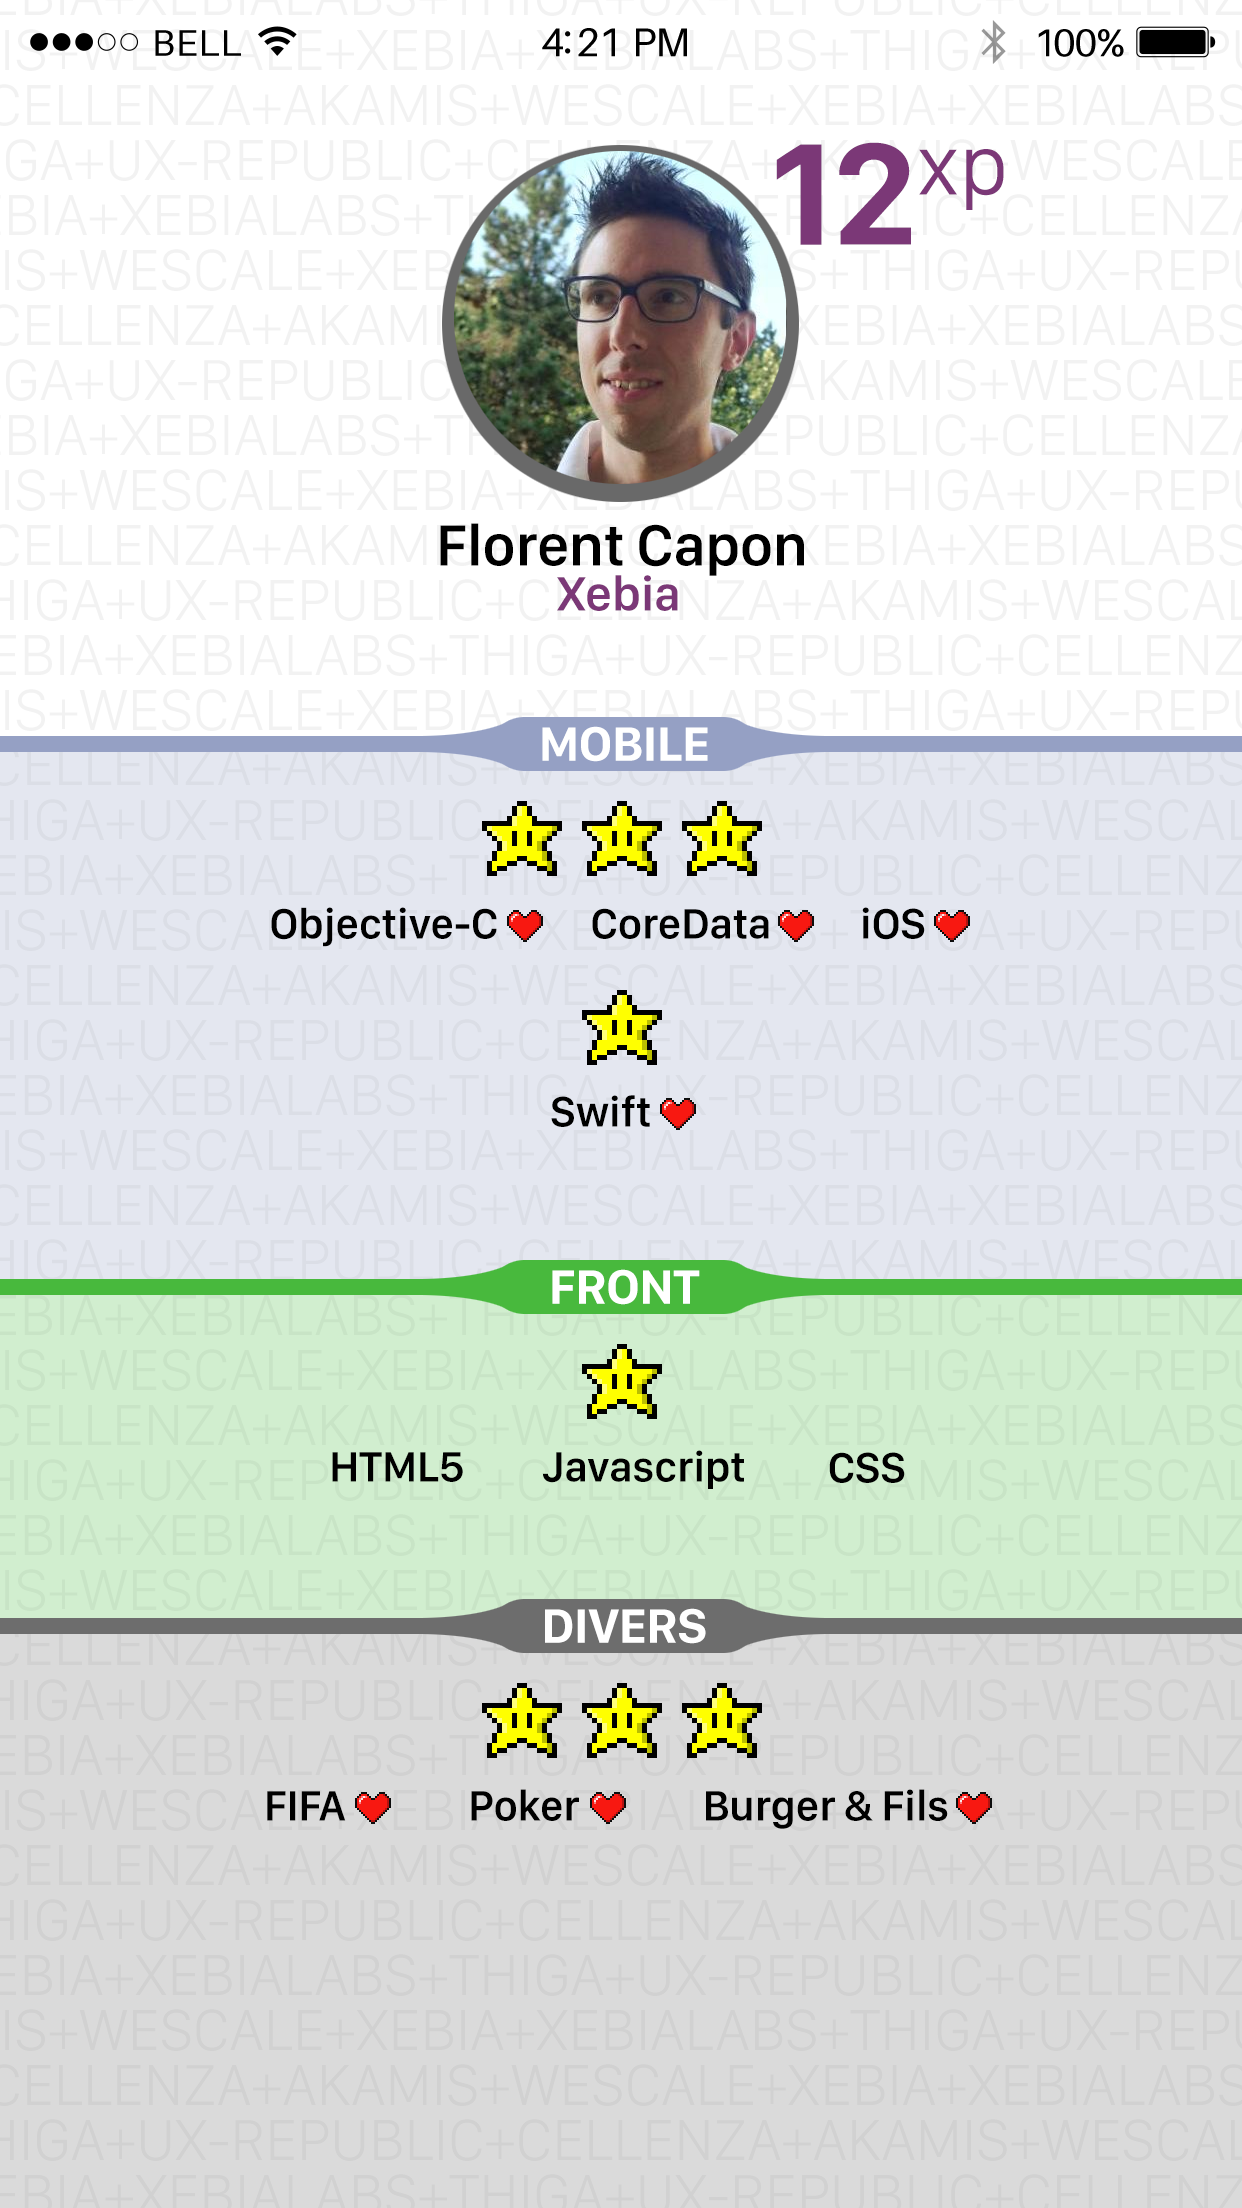 BELL 4:21 PM 100%
12xp
Florent Capon
Xebia
MOBILE
Objective-C CoreData iOS
Swift
FRONT
HTML5 Javascript CSS
DIVERS
FIFA Poker Burger & Fils